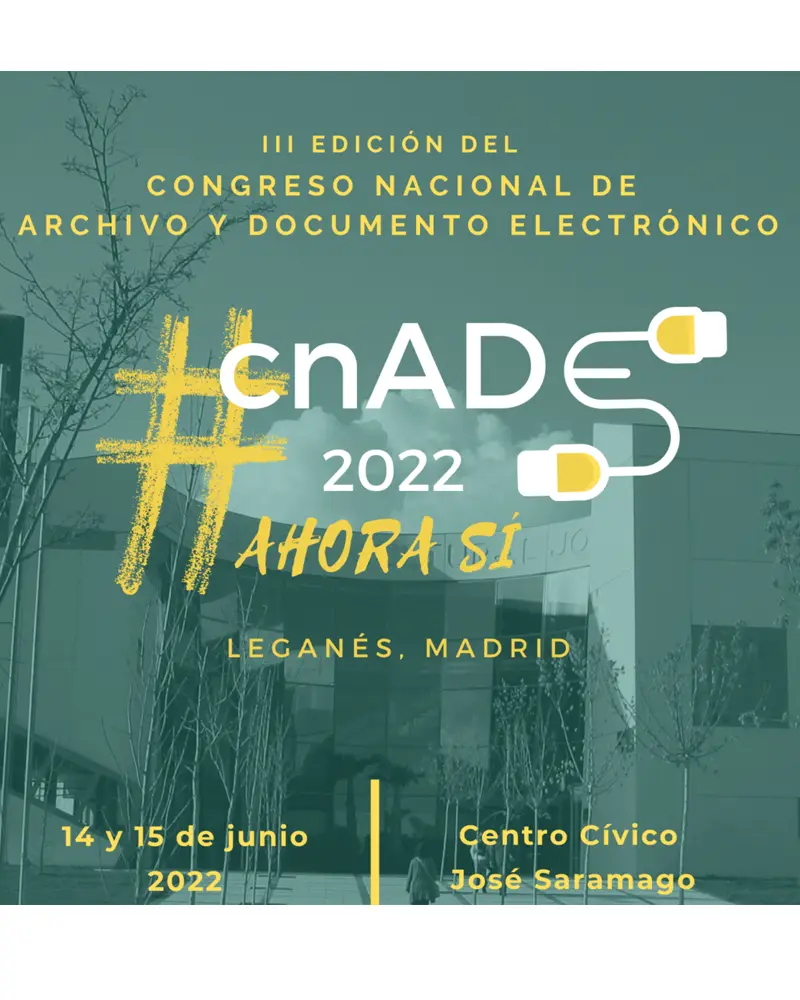 III EDICIÓN DEL
CONGRESO NACIONAL DE
ARCHIVO Y DOCUMENTO ELECTRÓNICO
#cnADE
2022
AHORA SÍ
LEGANÉS, MADRID
14 y 15 de junio
2022
Centro Cívico
José Saramago